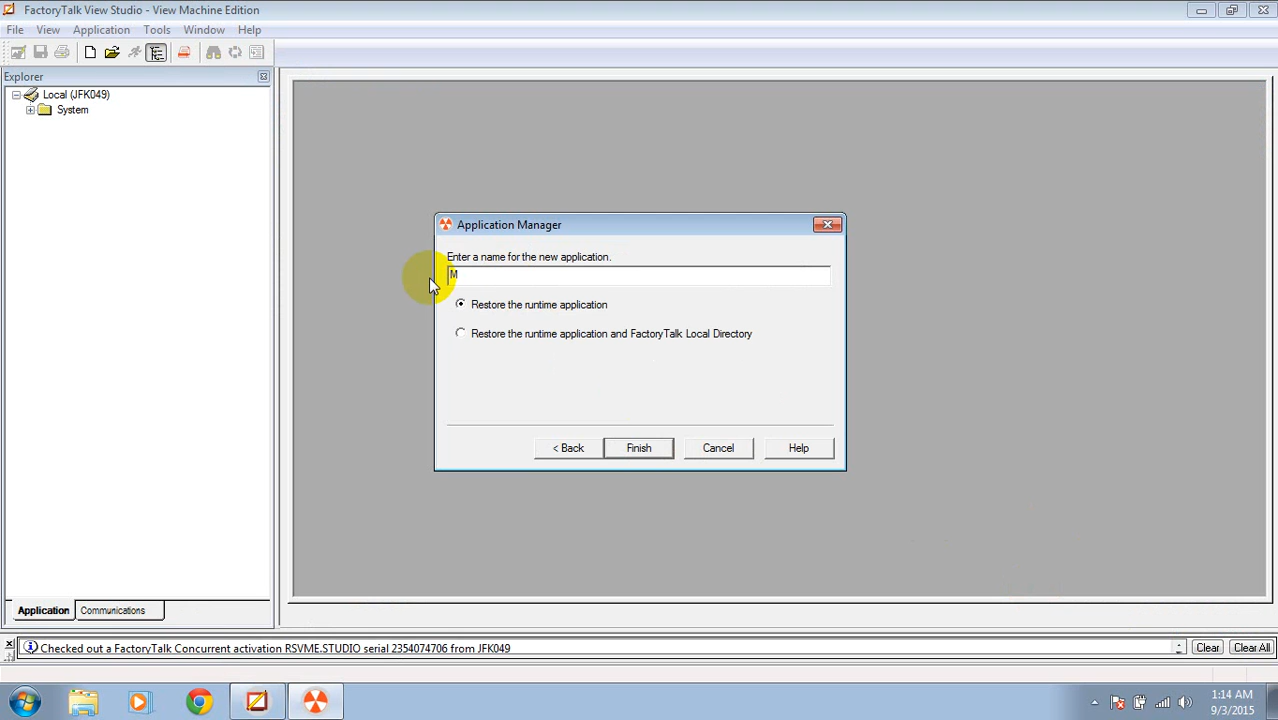 FactoryTalk View Studio - View Machine Edition
File View Application Tools Window Help
Explorer
Local (JFK049)
System
Application Manager
Enter a name for the new application.
M
Restore the runtime application
Restore the runtime application and FactoryTalk Local Directory
< Back Finish Cancel Help
Application Communications
Checked out a FactoryTalk Concurrent activation RSVME.STUDIO serial 2354074706 from JFK049
Clear Clear All
1:14 AM
9/3/2015